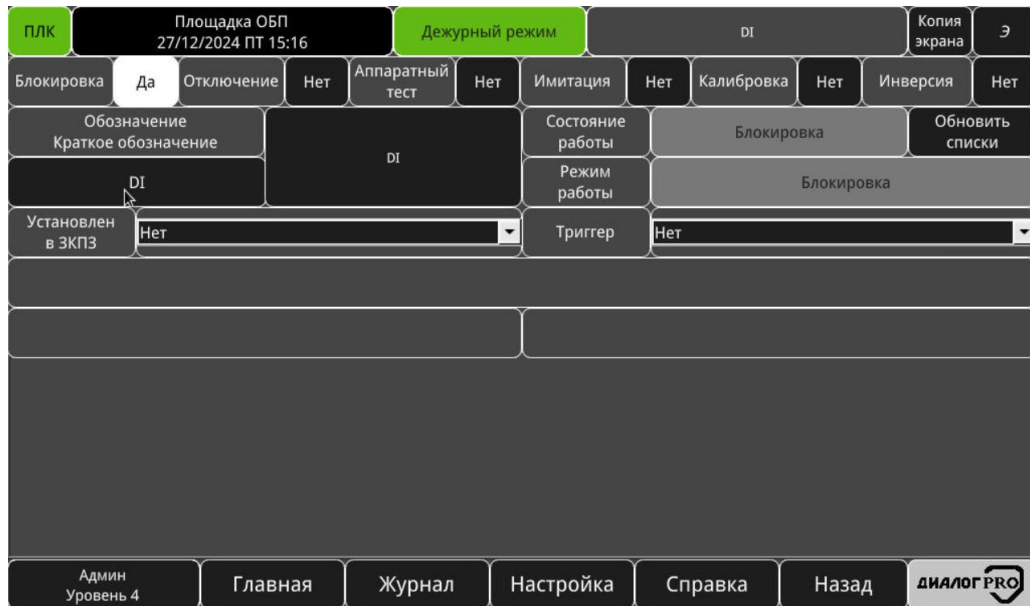 ПЛК
Площадка ОБП
27/12/2024 ПТ 15:16
Дежурный режим
DI
Копия
экрана
Э
Блокировка
Да
Отключение
Нет
Аппаратный
тест
Нет
Имитация
Нет
Калибровка
Нет
Инверсия
Нет
Обозначение
Краткое обозначение
DI
Состояние
работы
Блокировка
Обновить
списки
DI
Режим
работы
Блокировка
Установлен
в ЗКПЗ
Нет
Триггер
Нет
Админ
Уровень 4
Главная
Журнал
Настройка
Справка
Назад
ДИАЛОГ PRO